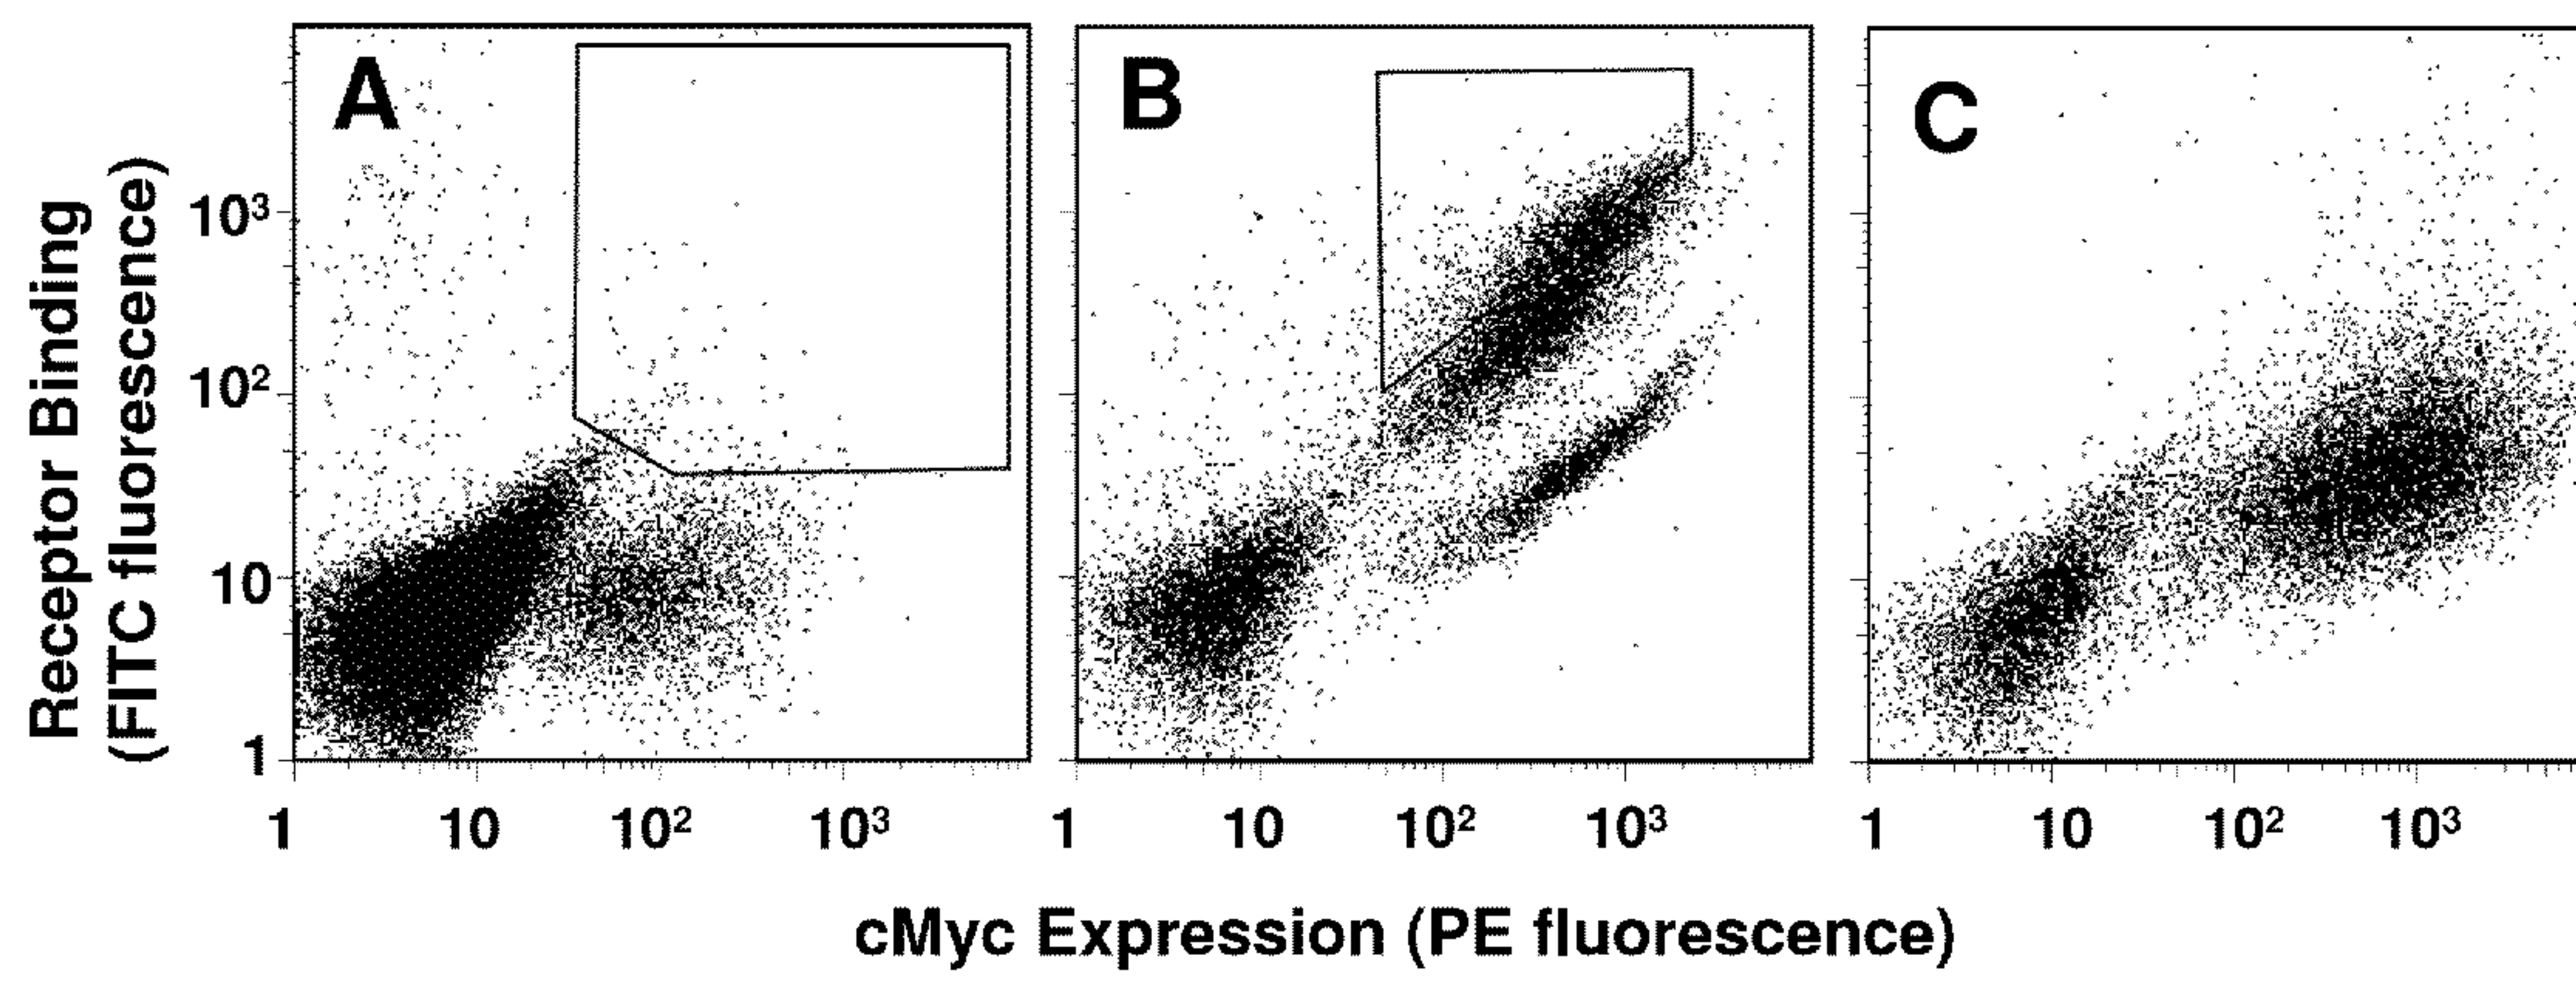 A
B
C
Receptor Binding
(FITC fluorescence)
10³
10²
10
1
1 10 10² 10³ 1 10 10² 10³ 1 10 10² 10³
cMyc Expression (PE fluorescence)